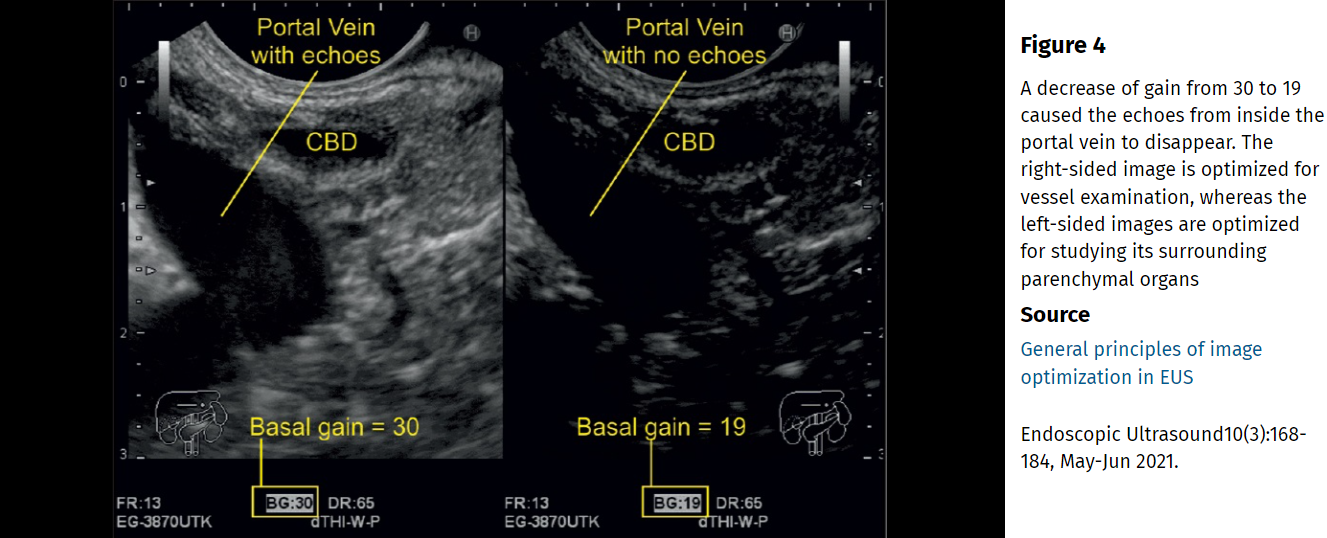 Portal Vein
with echoes
H
CBD
0
1
2
3
Basal gain = 30
BG:30
FR:13 DR:65
EG-3870UTK dTHI-W-P
Portal Vein
with no echoes
H
CBD
0
1
2
3
Basal gain = 19
BG:19
FR:13 DR:65
EG-3870UTK dTHI-W-P
Figure 4
A decrease of gain from 30 to 19
caused the echoes from inside the
portal vein to disappear. The
right-sided image is optimized for
vessel examination, whereas the
left-sided images are optimized
for studying its surrounding
parenchymal organs
Source
General principles of image
optimization in EUS
Endoscopic Ultrasound10(3):168-
184, May-Jun 2021.